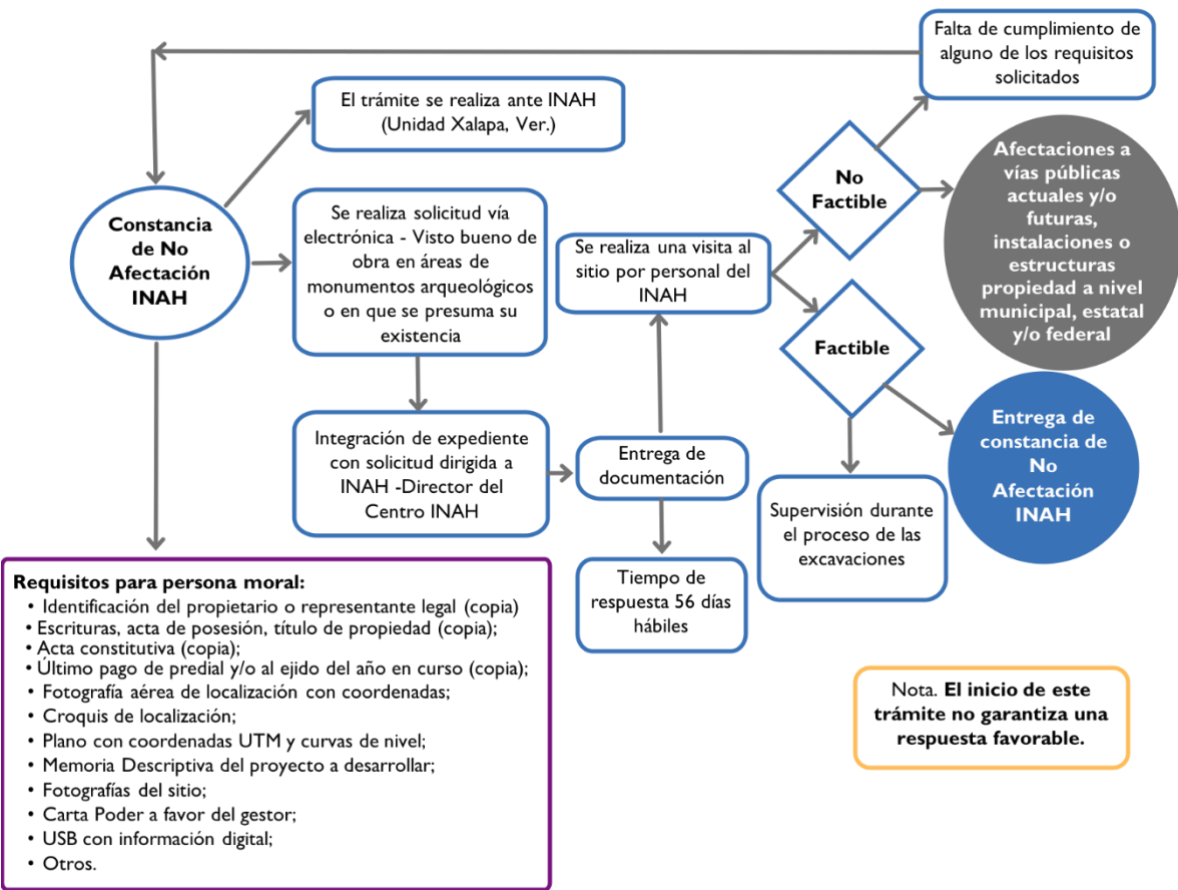 Falta de cumplimiento de
alguno de los requisitos
solicitados
El trámite se realiza ante INAH
(Unidad Xalapa, Ver.)
Constancia
de No
Afectación
INAH
Se realiza solicitud vía
electrónica - Visto bueno de
obra en áreas de
monumentos arqueológicos
o en que se presuma su
existencia
Se realiza una visita al
sitio por personal del
INAH
No
Factible
Afectaciones a
vías públicas
actuales y/o
futuras,
instalaciones o
estructuras
propiedad a nivel
municipal, estatal
y/o federal
Factible
Entrega de
constancia de
No
Afectación
INAH
Integración de expediente
con solicitud dirigida a
INAH -Director del
Centro INAH
Entrega de
documentación
Supervisión durante
el proceso de las
excavaciones
Tiempo de
respuesta 56 días
hábiles
Requisitos para persona moral:
• Identificación del propietario o representante legal (copia)
• Escrituras, acta de posesión, título de propiedad (copia);
• Acta constitutiva (copia);
• Último pago de predial y/o al ejido del año en curso (copia);
• Fotografía aérea de localización con coordenadas;
• Croquis de localización;
• Plano con coordenadas UTM y curvas de nivel;
• Memoria Descriptiva del proyecto a desarrollar;
• Fotografías del sitio;
• Carta Poder a favor del gestor;
• USB con información digital;
• Otros.
Nota. El inicio de este
trámite no garantiza una
respuesta favorable.